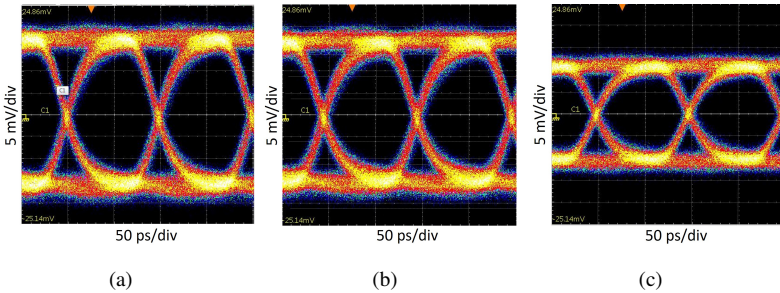 24.86mV
24.86mV
24.86mV
5 mV/div
5 mV/div
5 mV/div
C1
C1
C1
C1
-25.14mV
-25.14mV
-25.14mV
50 ps/div
50 ps/div
50 ps/div
(a)
(b)
(c)